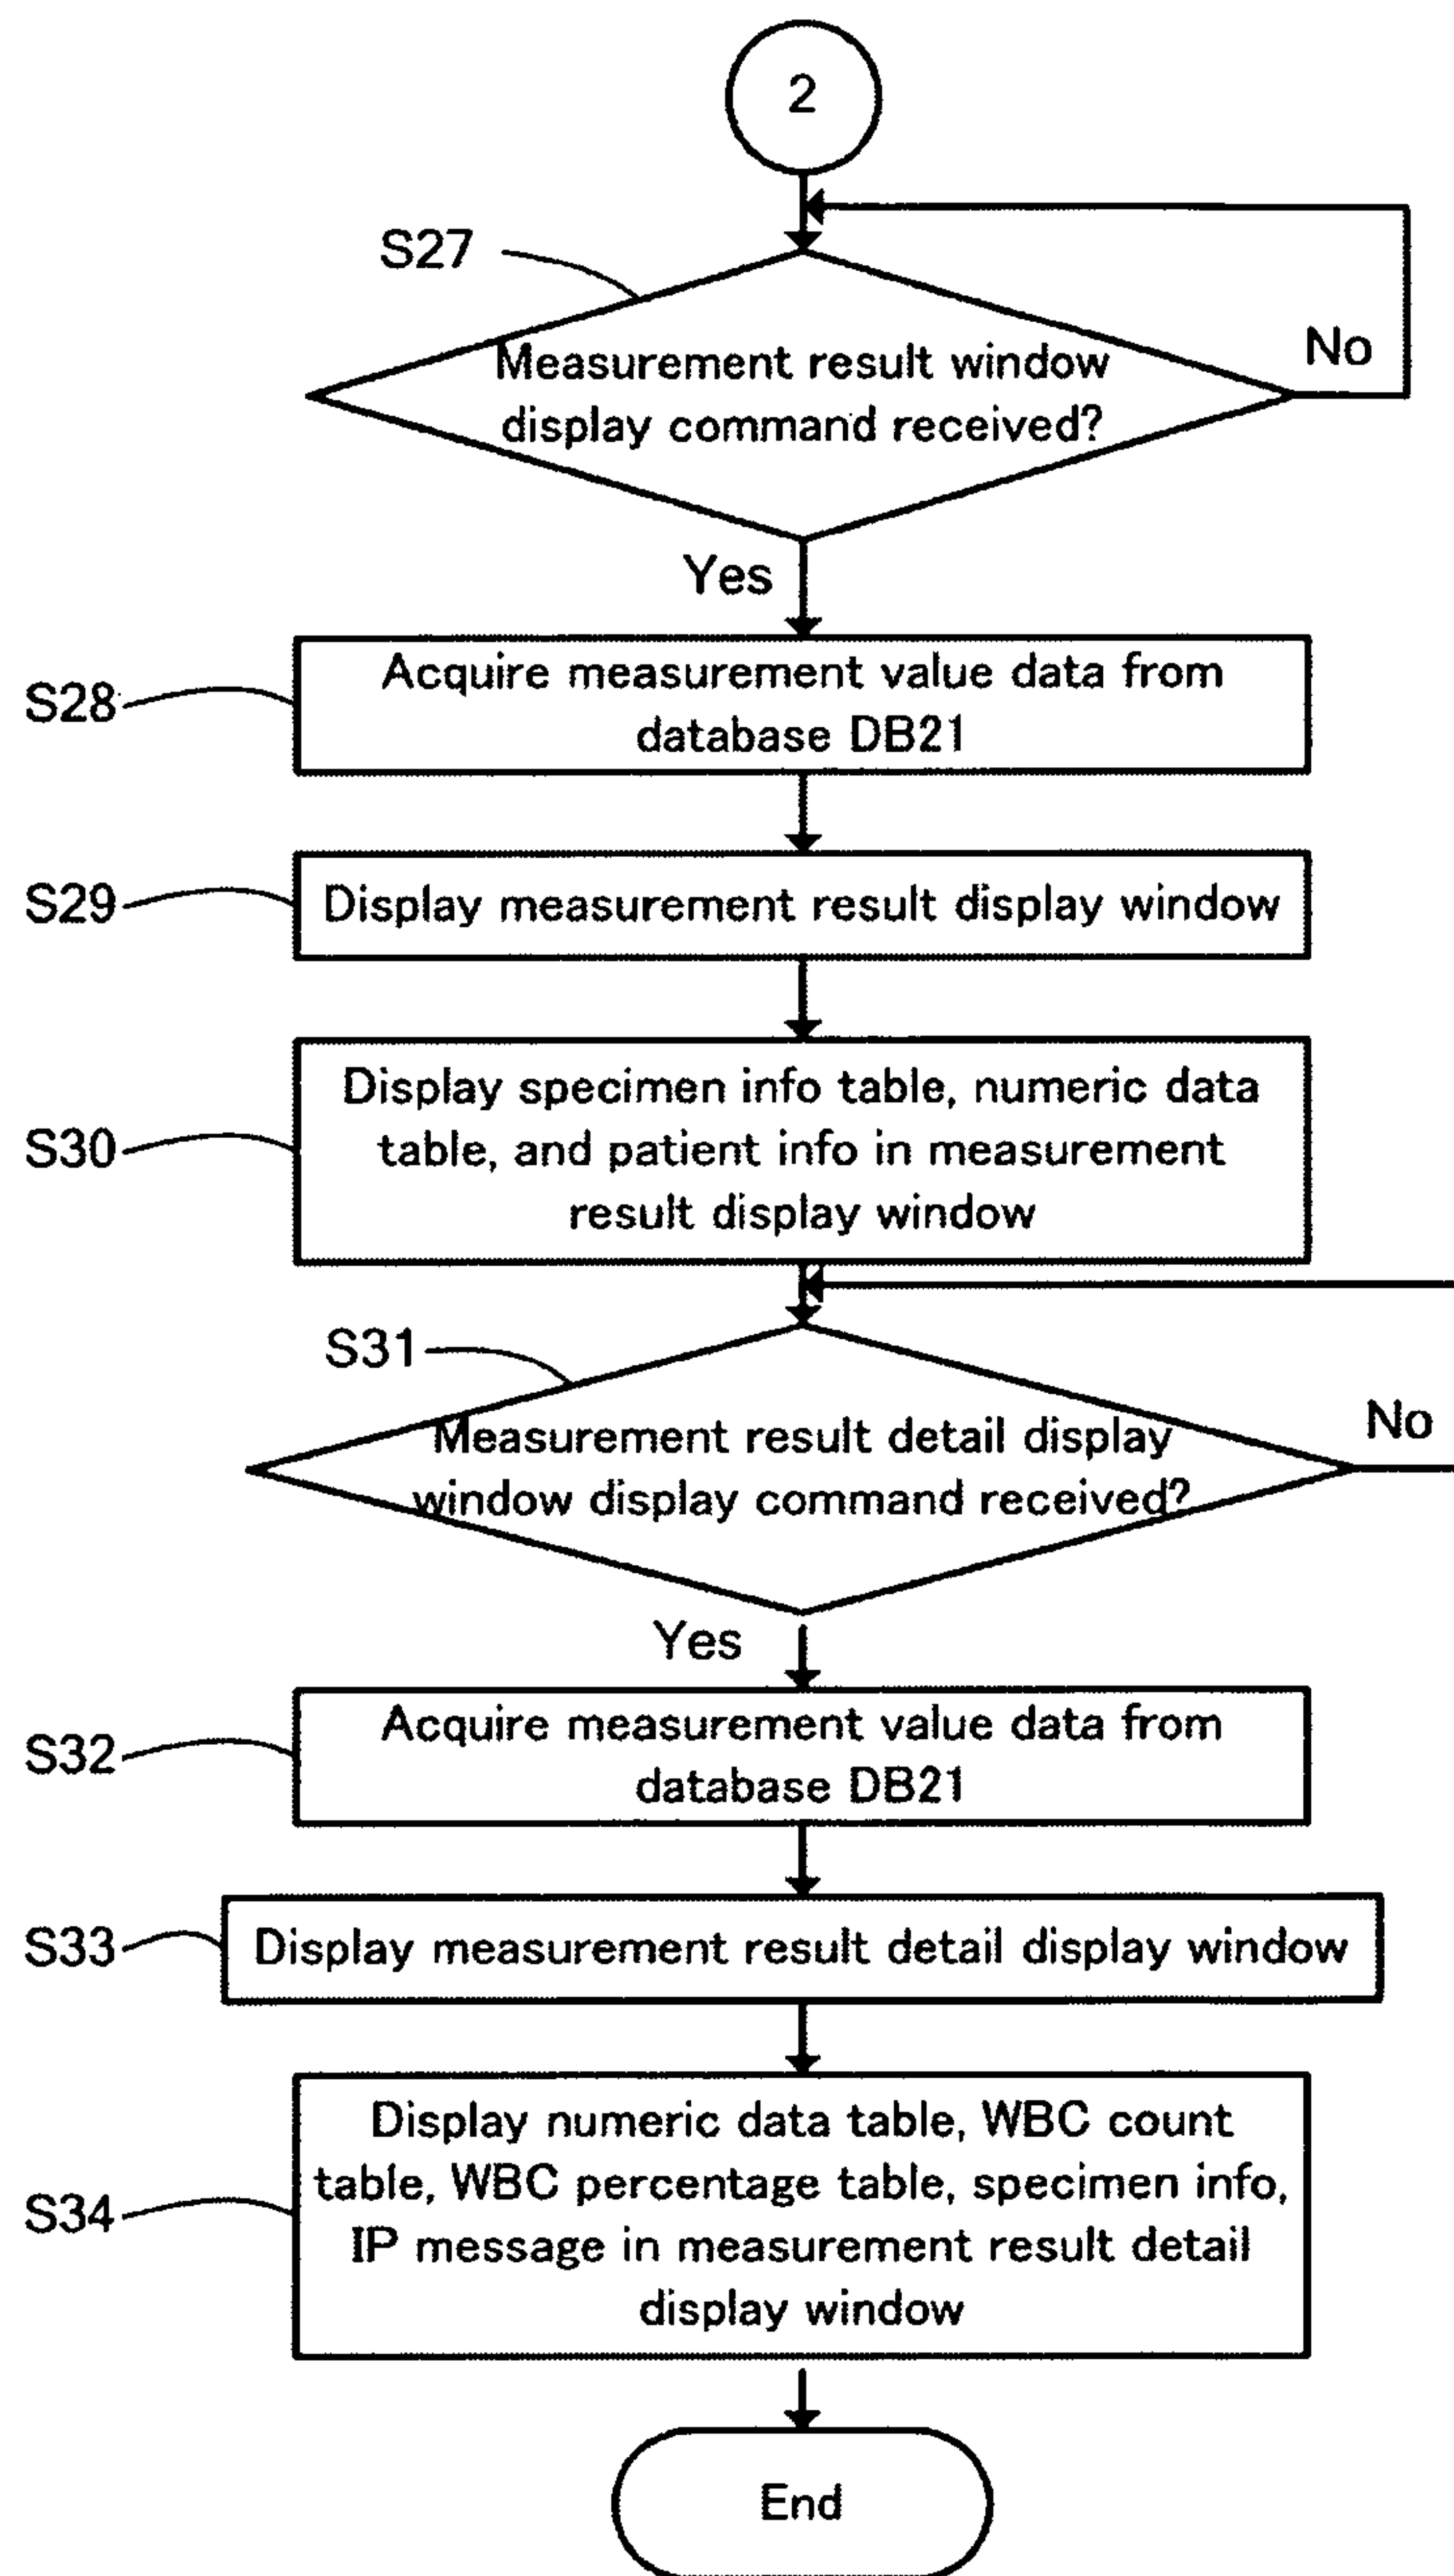 2
S27
Measurement result window
display command received?
No
Yes
S28
Acquire measurement value data from
database DB21
S29
Display measurement result display window
S30
Display specimen info table, numeric data
table, and patient info in measurement
result display window
S31
Measurement result detail display
window display command received?
No
Yes
S32
Acquire measurement value data from
database DB21
S33
Display measurement result detail display window
S34
Display numeric data table, WBC count
table, WBC percentage table, specimen info,
IP message in measurement result detail
display window
End